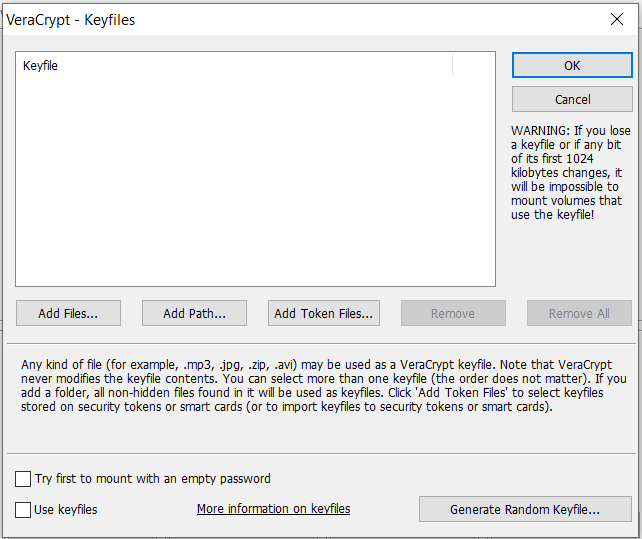 VeraCrypt - Keyfiles
Keyfile
OK
Cancel
WARNING: If you lose
a keyfile or if any bit
of its first 1024
kilobytes changes, it
will be impossible to
mount volumes that
use the keyfile!
Add Files...
Add Path...
Add Token Files...
Remove
Remove All
Any kind of file (for example, .mp3, .jpg, .zip, .avi) may be used as a VeraCrypt keyfile. Note that VeraCrypt
never modifies the keyfile contents. You can select more than one keyfile (the order does not matter). If you
add a folder, all non-hidden files found in it will be used as keyfiles. Click 'Add Token Files' to select keyfiles
stored on security tokens or smart cards (or to import keyfiles to security tokens or smart cards).
Try first to mount with an empty password
Use keyfiles
More information on keyfiles
Generate Random Keyfile...